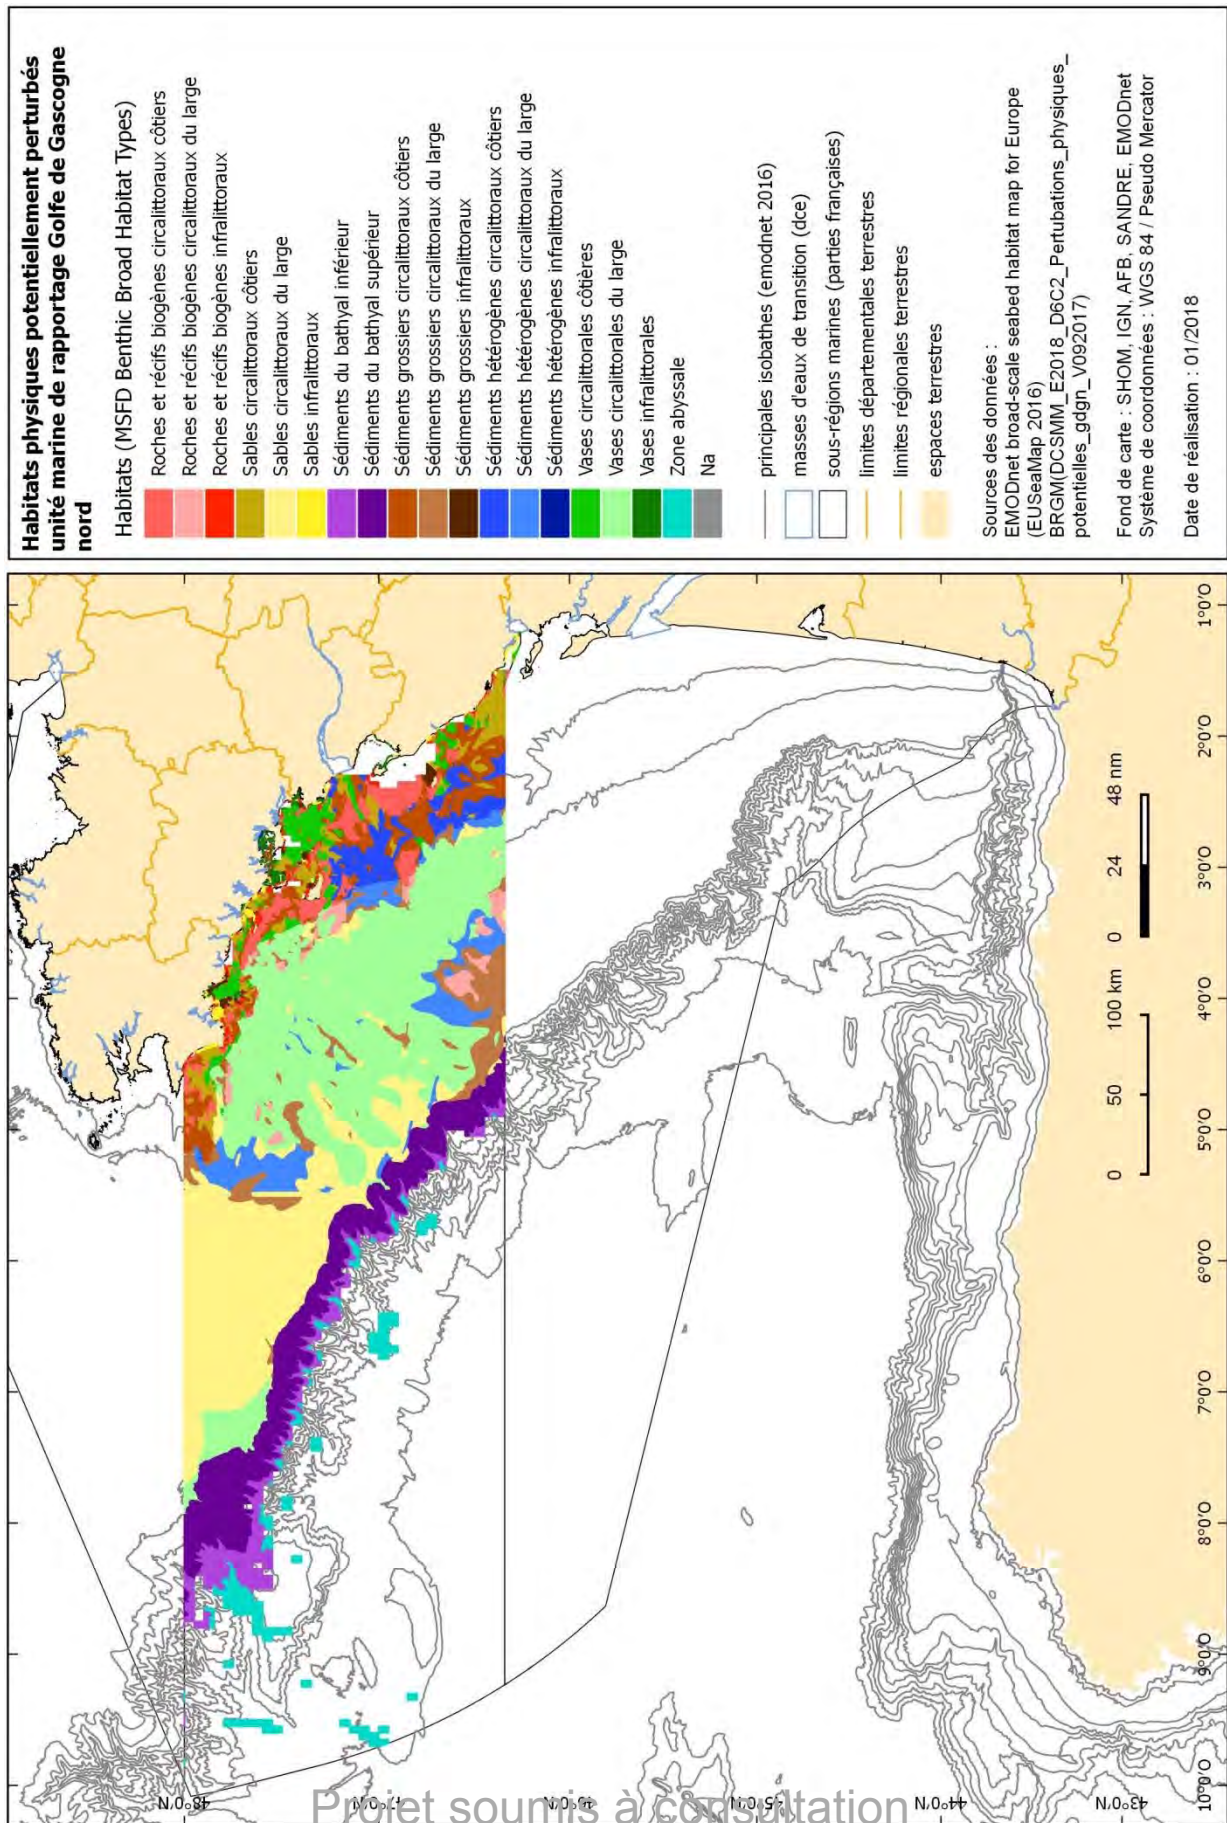 Habitats physiques potentiellement perturbés
unité marine de rapportage Golfe de Gascogne
nord
Habitats (MSFD Benthic Broad Habitat Types)
Roches et récifs biogènes circalittoraux côtiers
Roches et récifs biogènes circalittoraux du large
Roches et récifs biogènes infralittoraux
Sables circalittoraux côtiers
Sables circalittoraux du large
Sables infralittoraux
Sédiments du bathyal inférieur
Sédiments du bathyal supérieur
Sédiments grossiers circalittoraux côtiers
Sédiments grossiers circalittoraux du large
Sédiments grossiers infralittoraux
Sédiments hétérogènes circalittoraux côtiers
Sédiments hétérogènes circalittoraux du large
Sédiments hétérogènes infralittoraux
Vases circalittorales côtières
Vases circalittorales du large
Vases infralittorales
Zone abyssale
Na
principales isobathes (emodnet 2016)
masses d'eaux de transition (dce)
sous-régions marines (parties françaises)
limites départementales terrestres
limites régionales terrestres
espaces terrestres
Sources des données :
EMODnet broad-scale seabed habitat map for Europe
(EUSeaMap 2016)
BRGM(DCSMM_E2018_D6C2_Pertubations_physiques_
potentielles_gdgn_V092017)
Fond de carte : SHOM, IGN, AFB, SANDRE, EMODnet
Système de coordonnées : WGS 84 / Pseudo Mercator
Date de réalisation : 01/2018
48°0'N
47°0'N
46°0'N
45°0'N
44°0'N
43°0'N
10°0'O
9°0'O
8°0'O
7°0'O
6°0'O
5°0'O
4°0'O
3°0'O
2°0'O
1°0'O
0 50 100 km
0 24 48 nm
Projet soumis à consultation